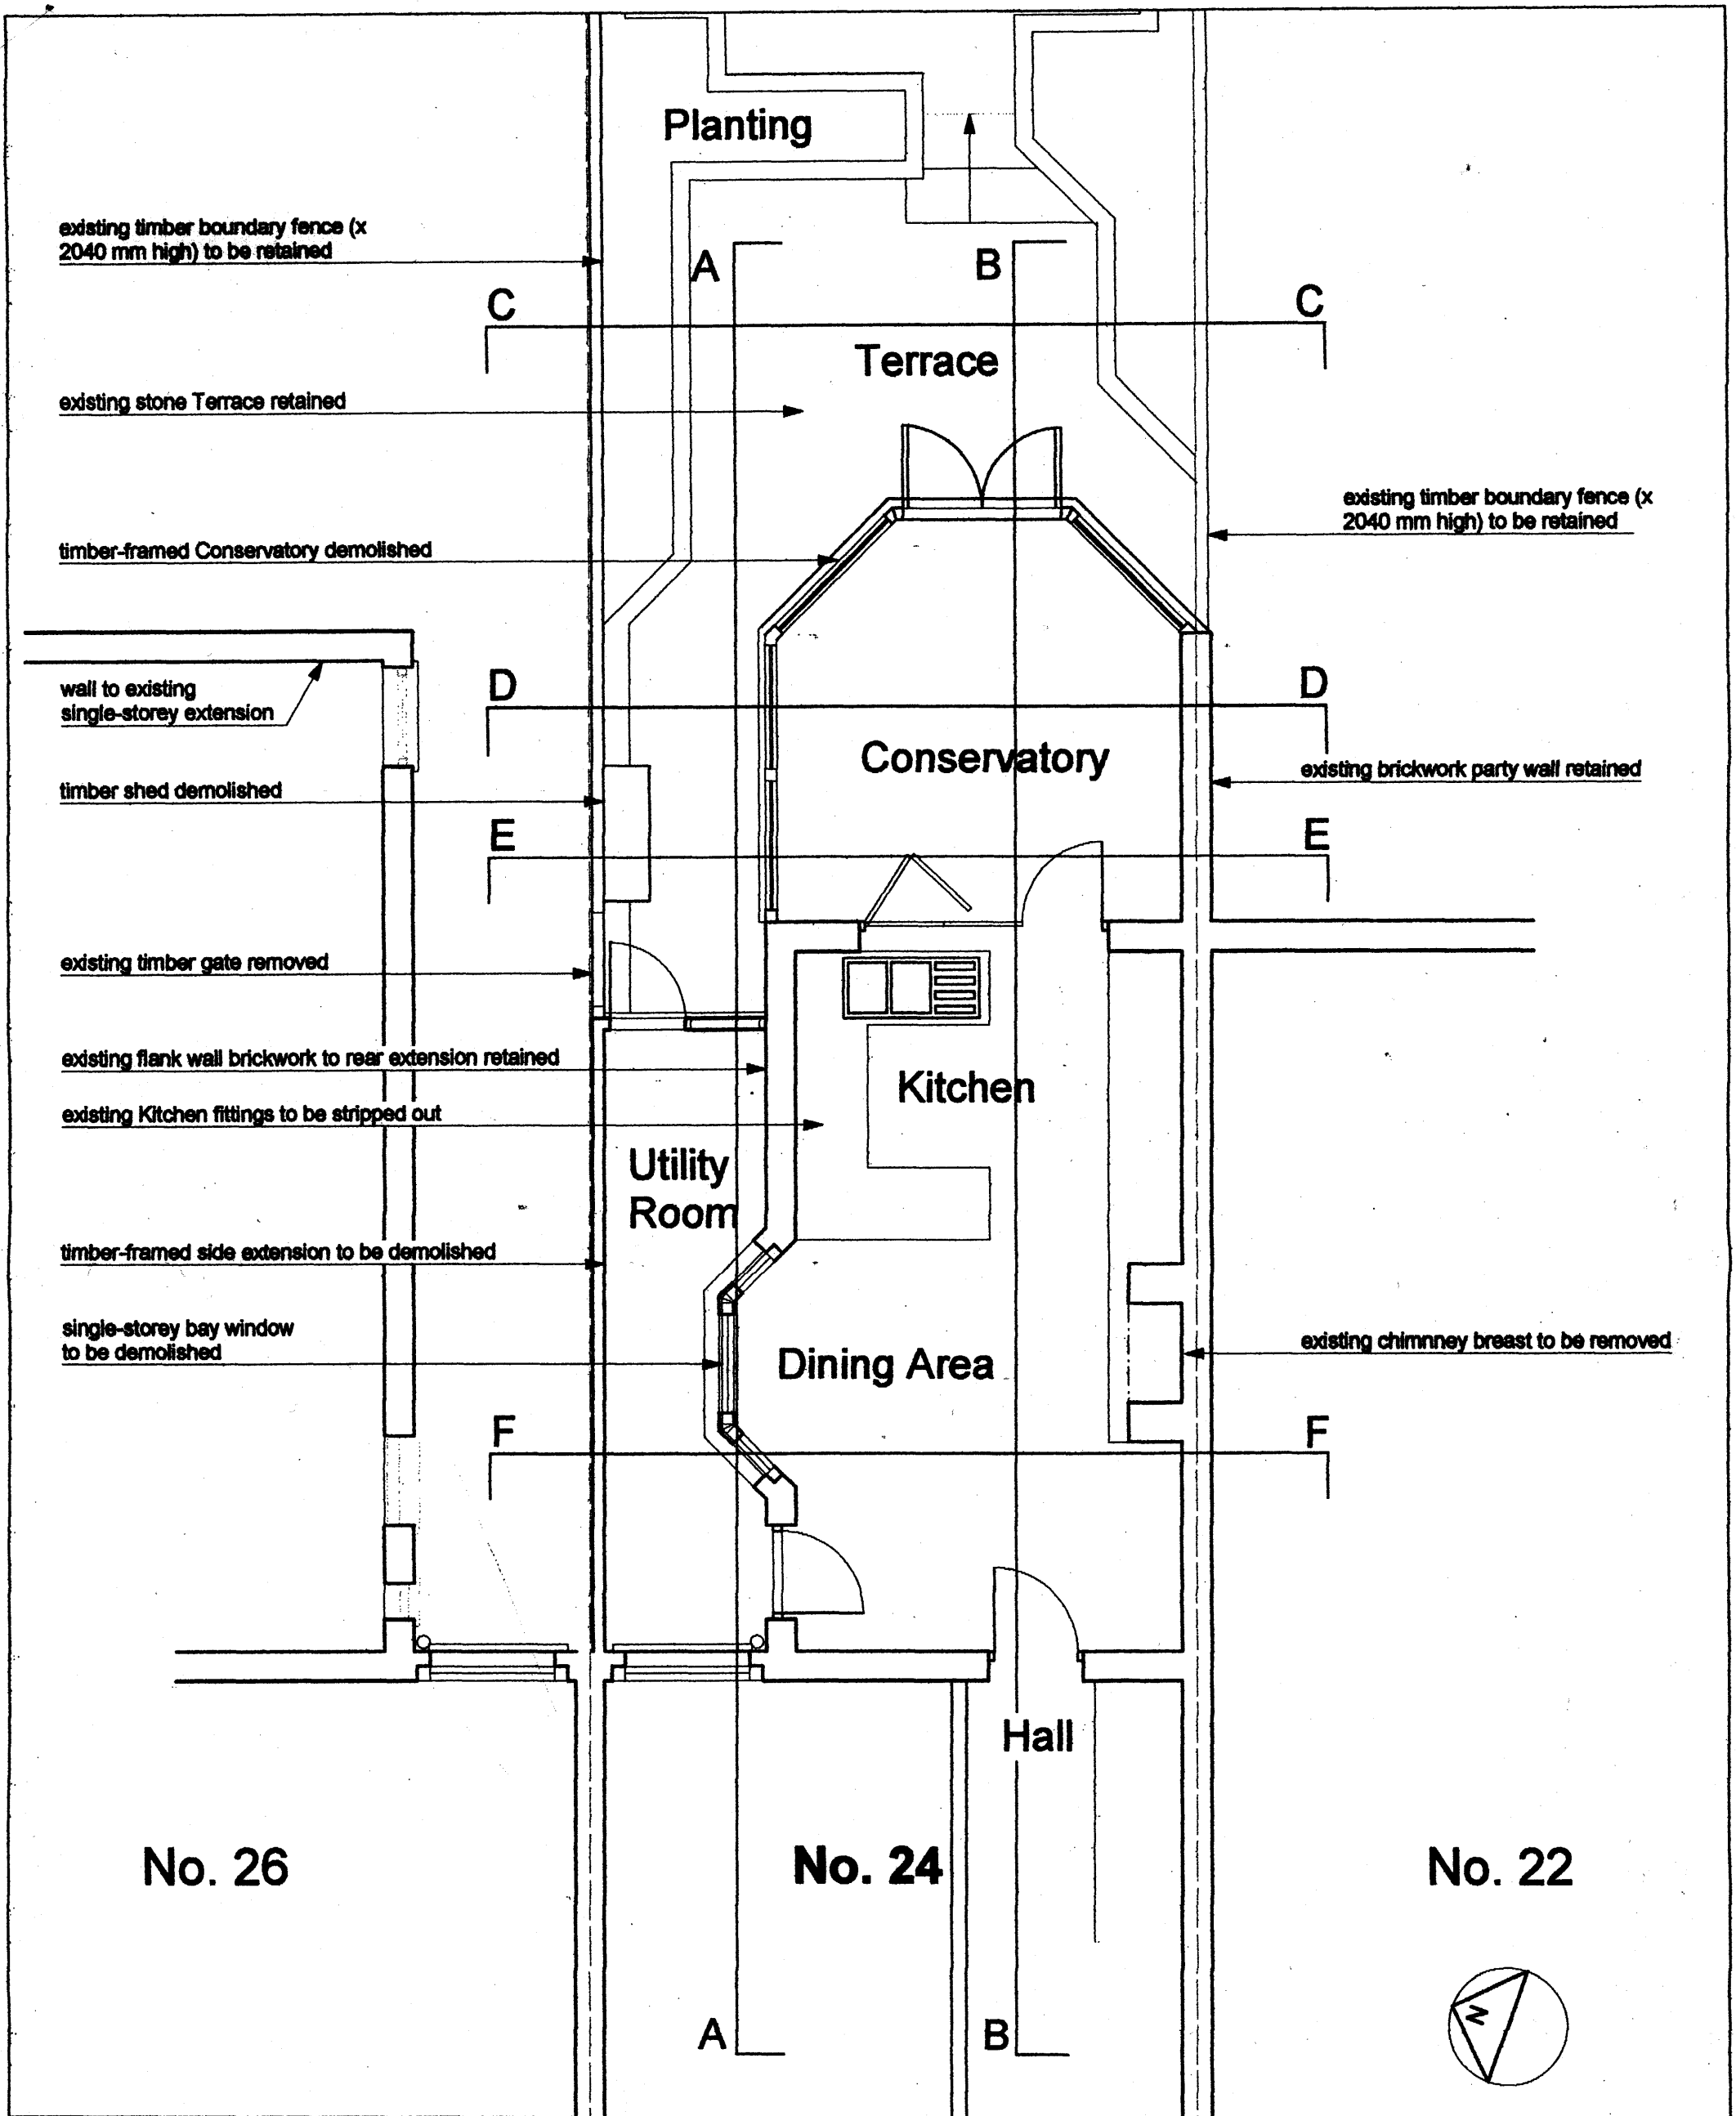 Planting
existing timber boundary fence (x
2040 mm high) to be retained
A
B
C
C
Terrace
existing stone Terrace retained
existing timber boundary fence (x
2040 mm high) to be retained
timber-framed Conservatory demolished
wall to existing
single-storey extension
D
D
Conservatory
existing brickwork party wall retained
timber shed demolished
E
E
existing timber gate removed
existing flank wall brickwork to rear extension retained
Kitchen
existing Kitchen fittings to be stripped out
Utility
Room
timber-framed side extension to be demolished
single-storey bay window
to be demolished
existing chimnney breast to be removed
Dining Area
F
F
Hall
No. 26
No. 24
No. 22
N
A
B